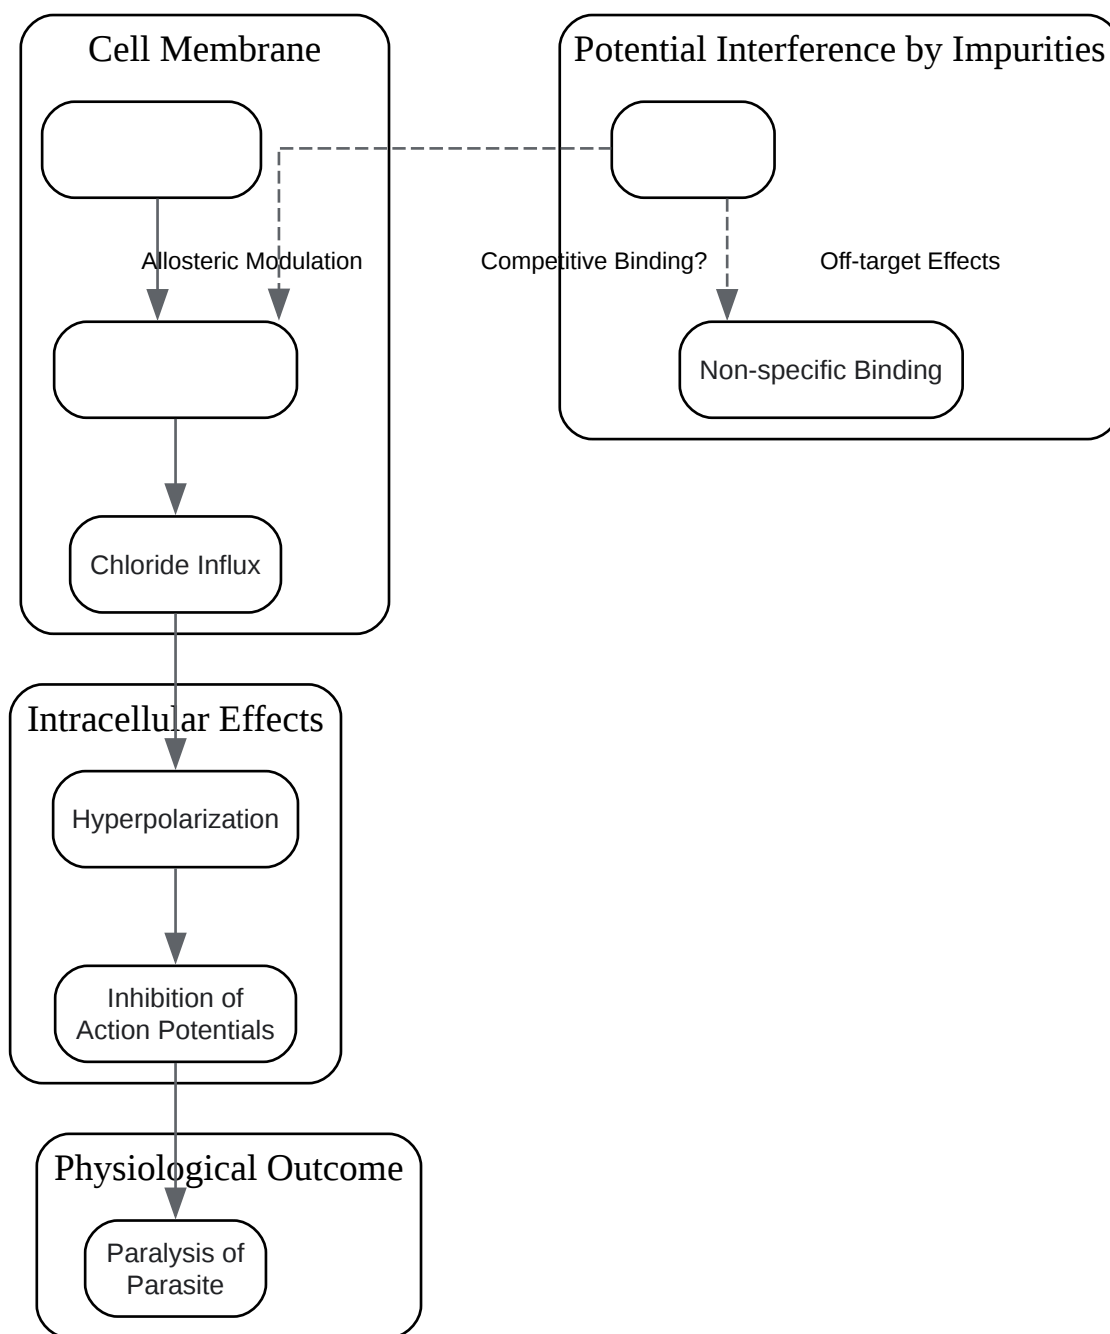 Cell Membrane
Potential Interference by Impurities
Allosteric Modulation
Competitive Binding?
Off-target Effects
Non-specific Binding
Chloride Influx
Intracellular Effects
Hyperpolarization
Inhibition of
Action Potentials
Physiological Outcome
Paralysis of
Parasite